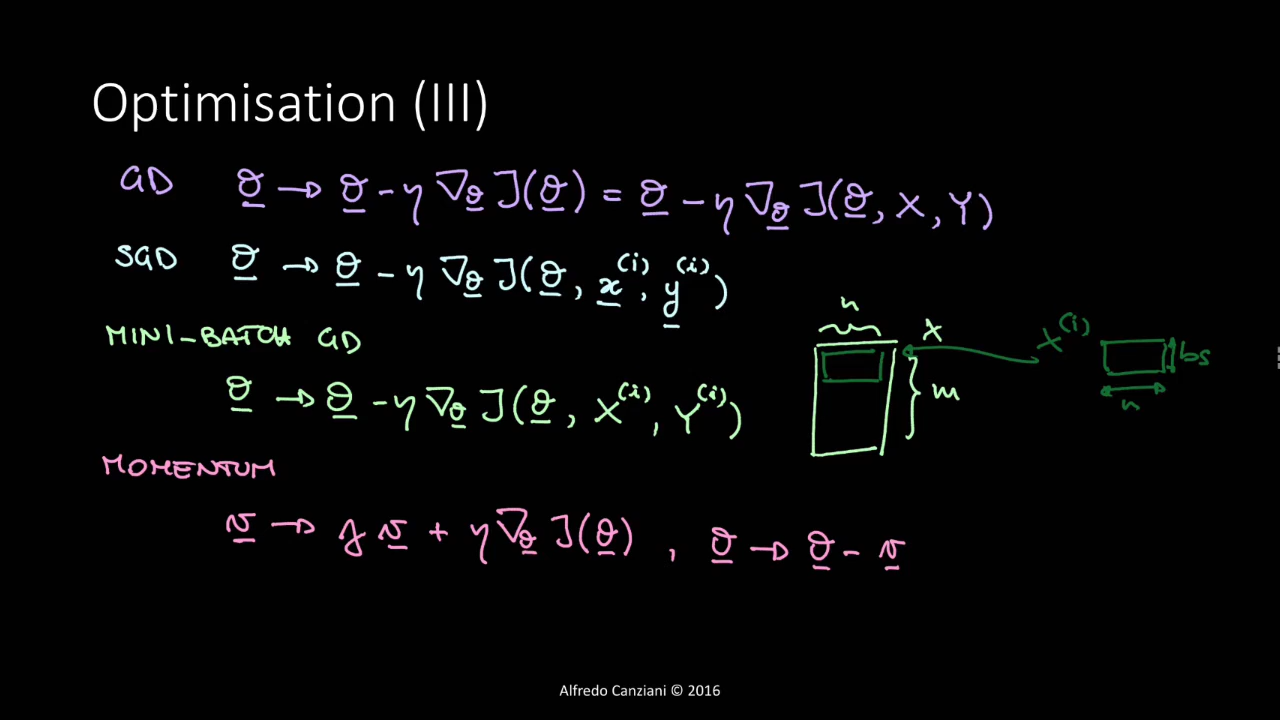 Optimisation (III)
GD θ → θ - η ∇θ J(θ) = θ - η ∇θ J(θ, X, Y)
SGD θ → θ - η ∇θ J(θ, x^(i), y^(i))
n
X
X^(i)
bs
n
m
MINI-BATCH GD
θ → θ - η ∇θ J(θ, X^(i), Y^(i))
MOMENTUM
v → γ v + η ∇θ J(θ), θ → θ - v
Alfredo Canziani © 2016